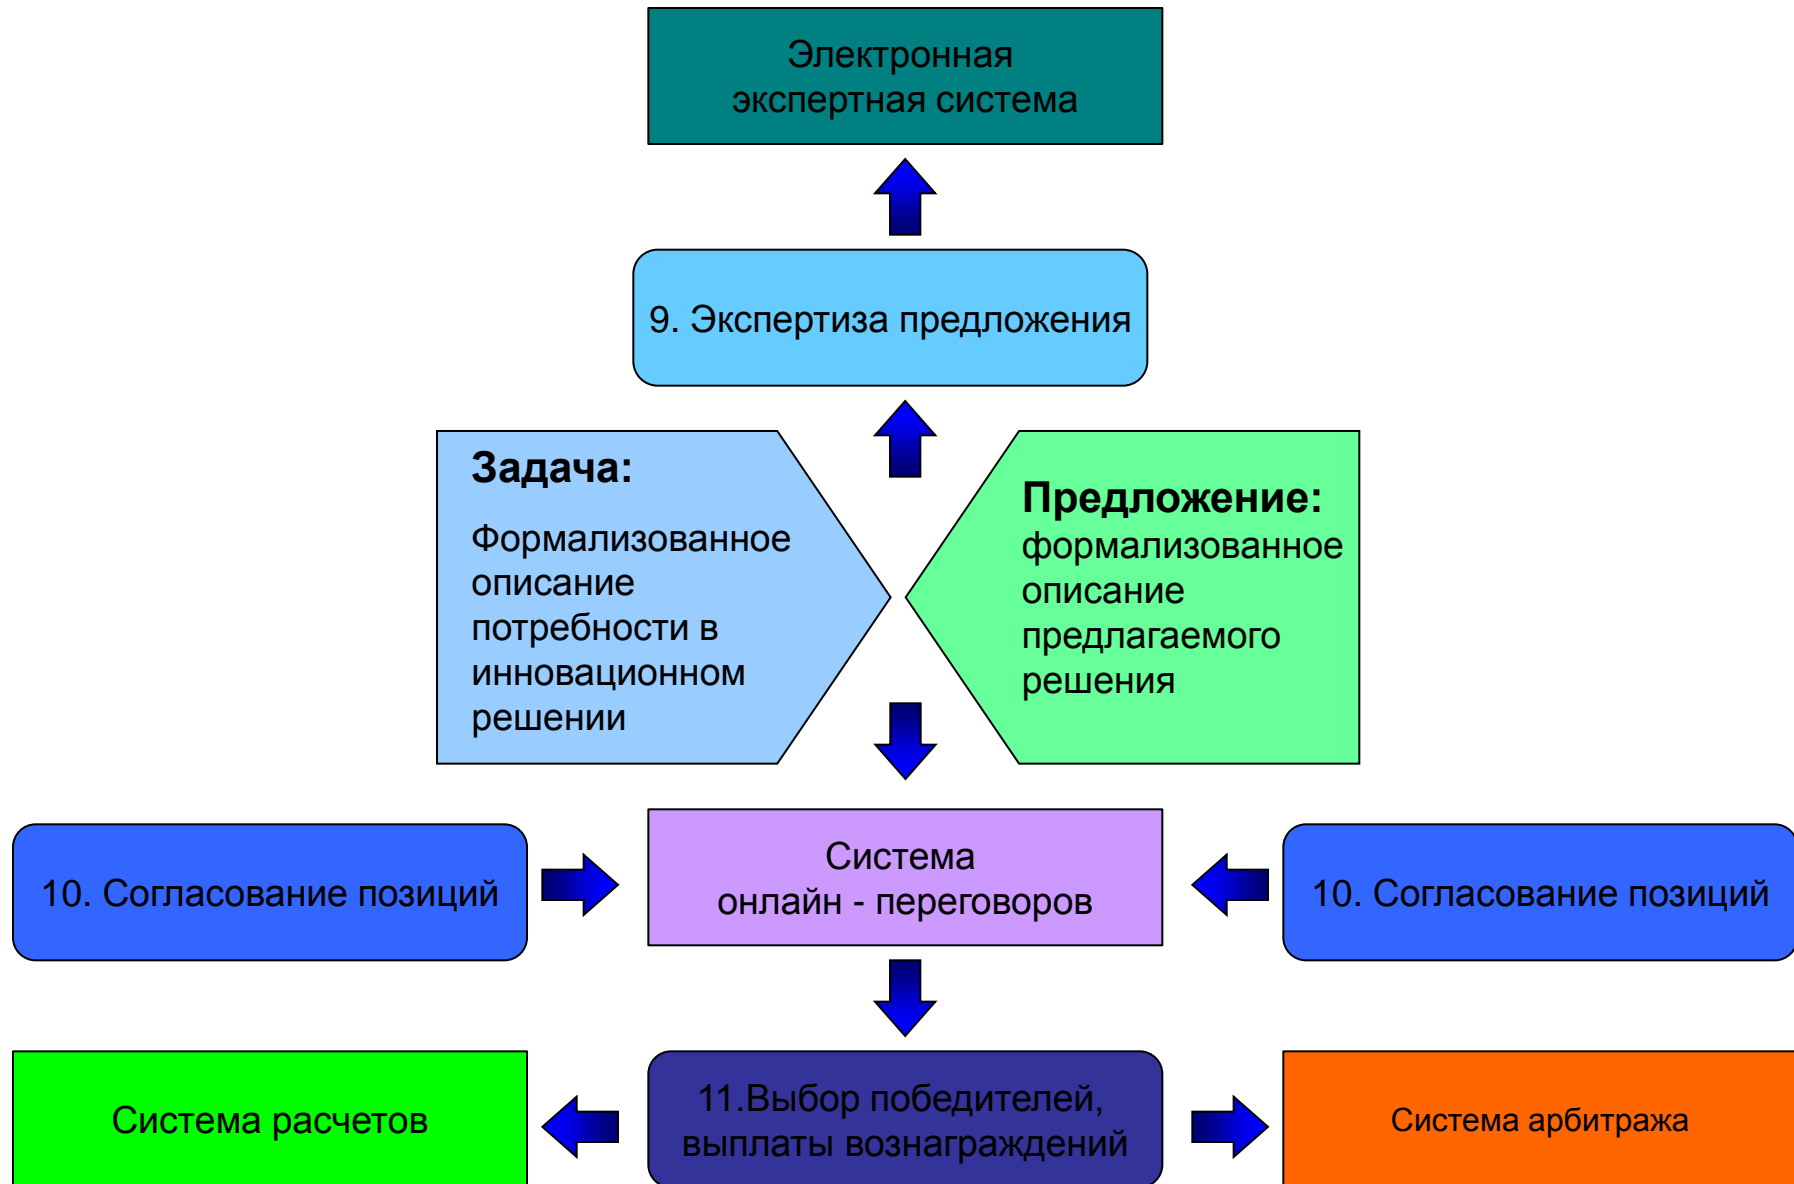 Электронная
экспертная система
9. Экспертиза предложения
Задача:
Формализованное
описание
потребности в
инновационном
решении
Предложение:
формализованное
описание
предлагаемого
решения
10. Согласование позиций
Система
онлайн - переговоров
10. Согласование позиций
Система расчетов
11.Выбор победителей,
выплаты вознаграждений
Система арбитража